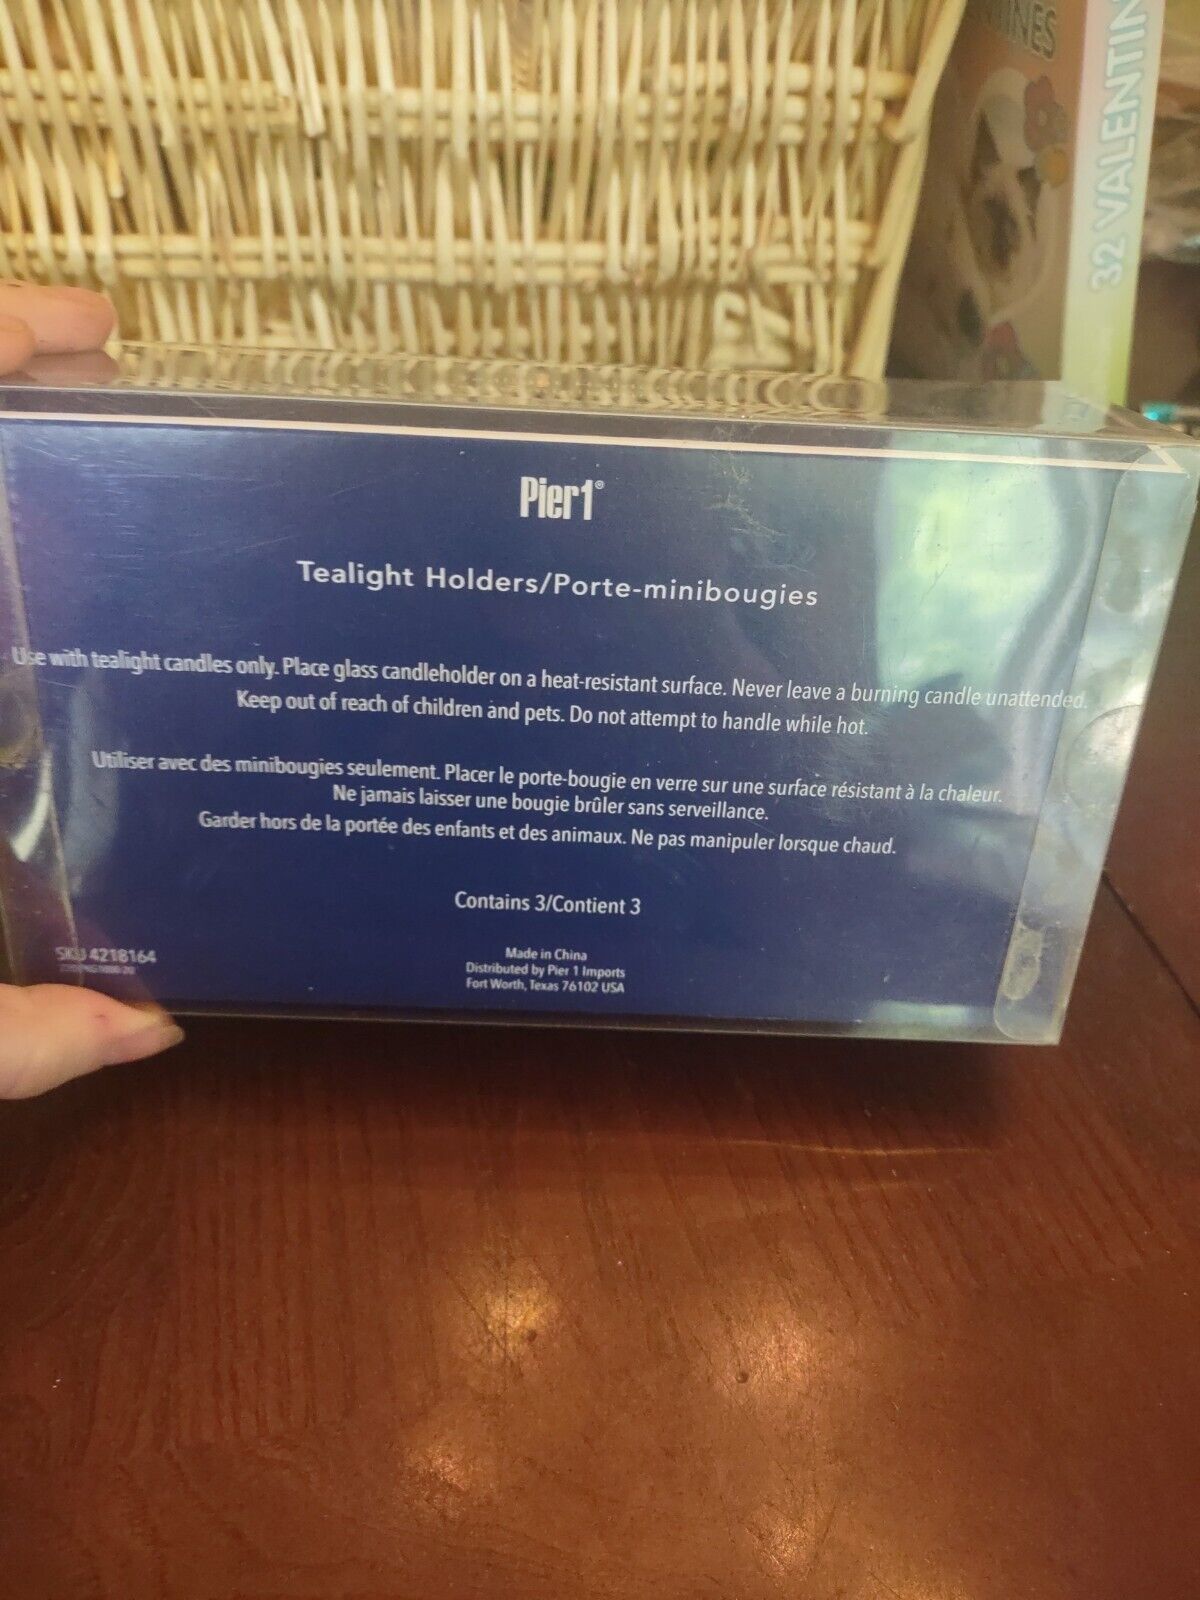 INES
32 VALENTIN
Pier1®
Tealight Holders/Porte-minibougies
Use with tealight candles only. Place glass candleholder on a heat-resistant surface. Never leave a burning candle unattended.
Keep out of reach of children and pets. Do not attempt to handle while hot.
Utiliser avec des minibougies seulement. Placer le porte-bougie en verre sur une surface résistant à la chaleur.
Ne jamais laisser une bougie brûler sans serveillance.
Garder hors de la portée des enfants et des animaux. Ne pas manipuler lorsque chaud.
Contains 3/Contient 3
SKU 4218164
Made in China
Distributed by Pier 1 Imports
Fort Worth, Texas 76102 USA